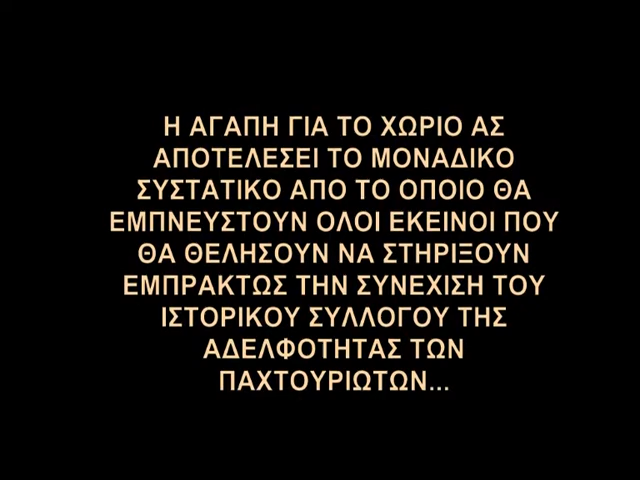 Η ΑΓΑΠΗ ΓΙΑ ΤΟ ΧΩΡΙΟ ΑΣ
ΑΠΟΤΕΛΕΣΕΙ ΤΟ ΜΟΝΑΔΙΚΟ
ΣΥΣΤΑΤΙΚΟ ΑΠΟ ΤΟ ΟΠΟΙΟ ΘΑ
ΕΜΠΝΕΥΣΤΟΥΝ ΟΛΟΙ ΕΚΕΙΝΟΙ ΠΟΥ
ΘΑ ΘΕΛΗΣΟΥΝ ΝΑ ΣΤΗΡΙΞΟΥΝ
ΕΜΠΡΑΚΤΩΣ ΤΗΝ ΣΥΝΕΧΙΣΗ ΤΟΥ
ΙΣΤΟΡΙΚΟΥ ΣΥΛΛΟΓΟΥ ΤΗΣ
ΑΔΕΛΦΟΤΗΤΑΣ ΤΩΝ
ΠΑΧΤΟΥΡΙΩΤΩΝ...